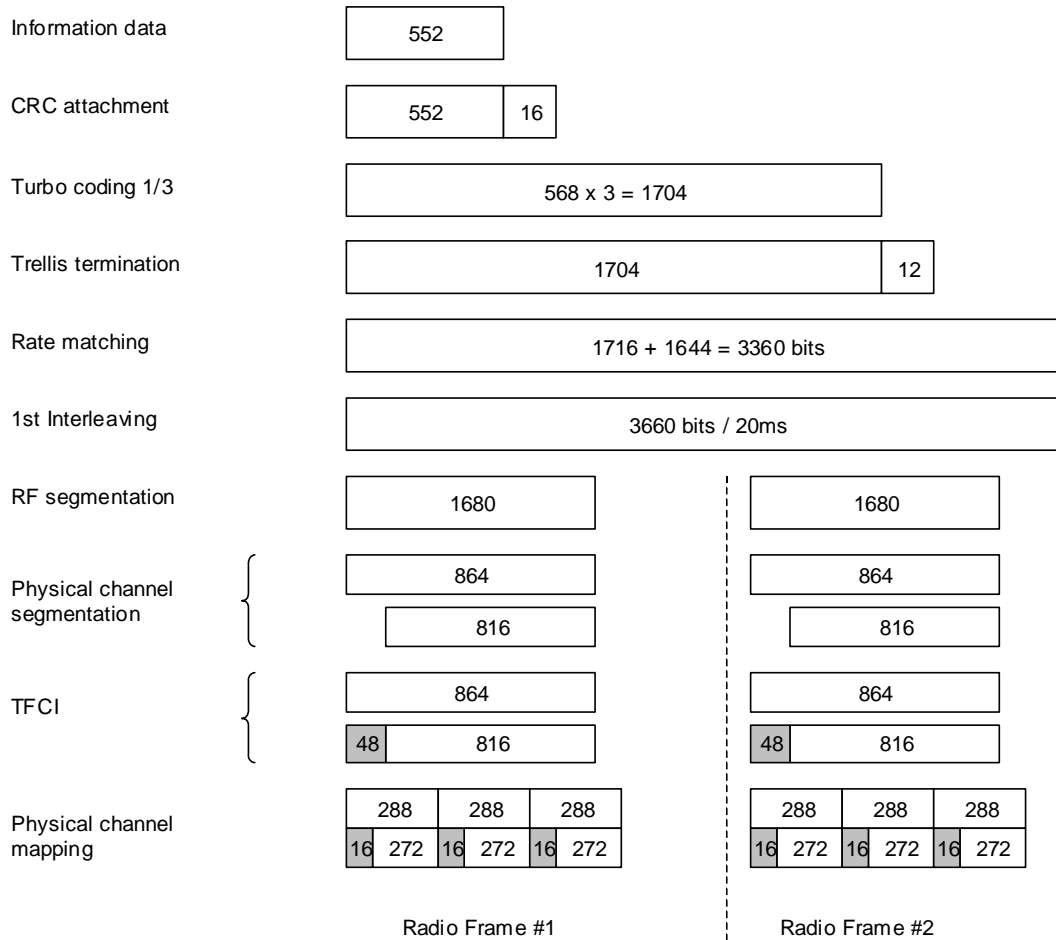 Information data
552
CRC attachment
552 16
Turbo coding 1/3
568 x 3 = 1704
Trellis termination
1704 12
Rate matching
1716 + 1644 = 3360 bits
1st Interleaving
3660 bits / 20ms
RF segmentation
1680 1680
Physical channel
segmentation
864 864
816 816
TFCI
864 864
48 816 48 816
Physical channel
mapping
288 288 288 288 288 288
16 272 16 272 16 272 16 272 16 272 16 272
Radio Frame #1 Radio Frame #2